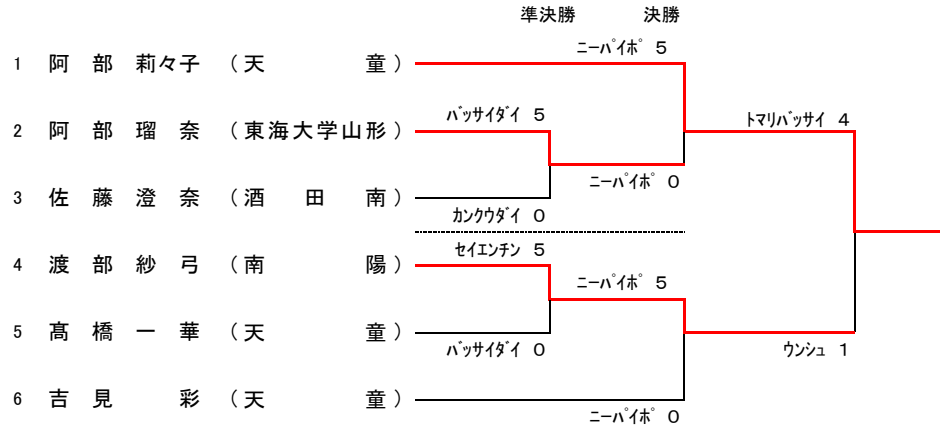 準決勝 決勝
ニーパイポ 5
1 阿部莉々子 (天童)
バッサイダイ 5
トマリバッサイ 4
2 阿部瑠奈 (東海大学山形)
ニーパイポ 0
3 佐藤澄奈 (酒田南)
カンクウダイ 0
セイエンチン 5
4 渡部紗弓 (南陽)
ニーパイポ 5
5 髙橋一華 (天童)
バッサイダイ 0
ウンシュ 1
6 吉見彩 (天童)
ニーパイポ 0